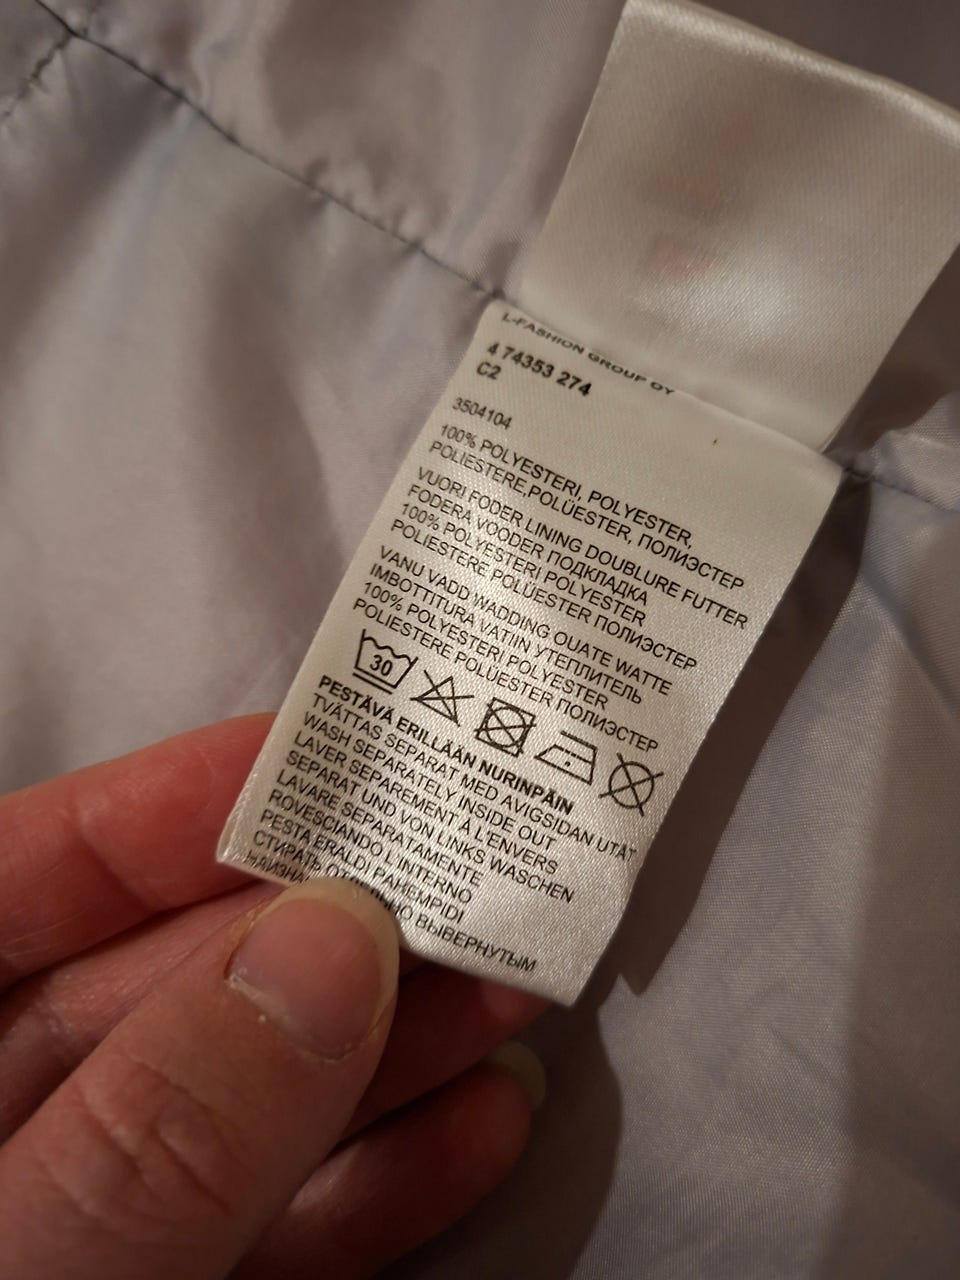 L-FASHION GROUP OY
4 74353 274
C2
3504104
100% POLYESTERI, POLYESTER,
POLIESTERE,POLÜESTER, ПОЛИЭСТЕР
VUORI FODER LINING DOUBLURE FUTTER
FODERA VOODER ПОДКЛАДКА
100% POLYESTERI POLYESTER
POLIESTERE POLÜESTER ПОЛИЭСТЕР
VANU VADD WADDING OUATE WATTE
IMBOTTITURA VATIIN УТЕПЛИТЕЛЬ
100% POLYESTERI POLYESTER
POLIESTERE POLÜESTER ПОЛИЭСТЕР
30
PESTÄVÄ ERILLÄÄN NURINPÄIN
TVÄTTAS SEPARAT MED AVIGSIDAN UTÅT
WASH SEPARATELY INSIDE OUT
LAVER SEPAREMENT À L'ENVERS
SEPARAT UND VON LINKS WASCHEN
LAVARE SEPARATAMENTE
ROVESCIANDO L'INTERNO
PESTA ERALDI PAHEMPIDI
СТИРАТЬ ВЫВЕРНУТЫМ